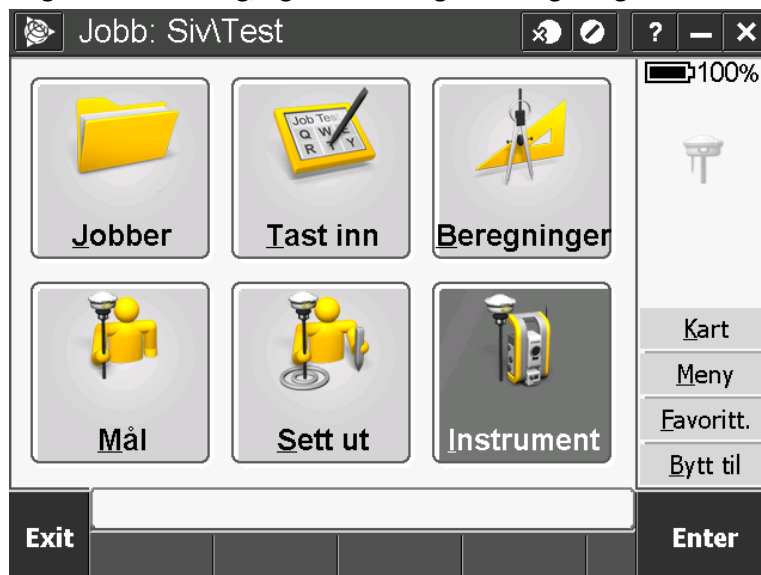 Jobb: Siv\Test
?
100%
Job Tes
Q W E
R T Y
Jobber
Tast inn
Beregninger
Mål
Sett ut
Instrument
Kart
Meny
Favoritt.
Bytt til
Exit
Enter